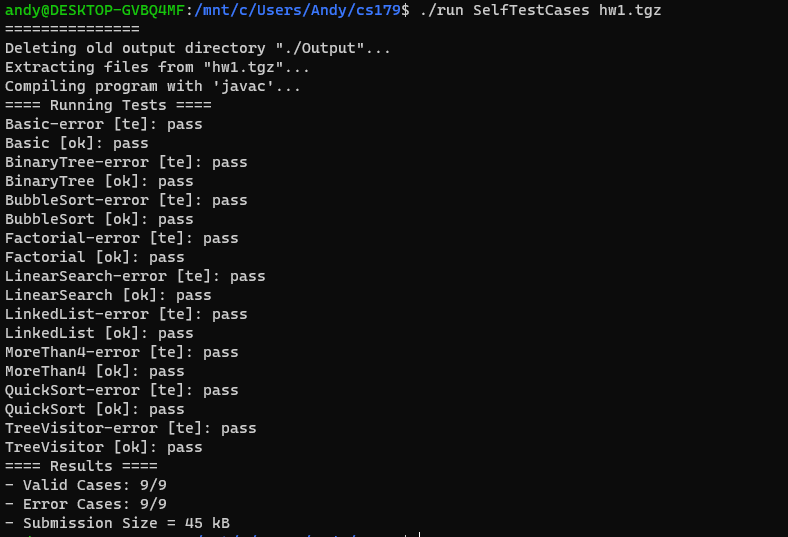 andy@DESKTOP-GVBQ4MF:/mnt/c/Users/Andy/cs179$ ./run SelfTestCases hw1.tgz
===============
Deleting old output directory "./Output"...
Extracting files from "hw1.tgz"...
Compiling program with 'javac'...
==== Running Tests ====
Basic-error [te]: pass
Basic [ok]: pass
BinaryTree-error [te]: pass
BinaryTree [ok]: pass
BubbleSort-error [te]: pass
BubbleSort [ok]: pass
Factorial-error [te]: pass
Factorial [ok]: pass
LinearSearch-error [te]: pass
LinearSearch [ok]: pass
LinkedList-error [te]: pass
LinkedList [ok]: pass
MoreThan4-error [te]: pass
MoreThan4 [ok]: pass
QuickSort-error [te]: pass
QuickSort [ok]: pass
TreeVisitor-error [te]: pass
TreeVisitor [ok]: pass
==== Results ====
- Valid Cases: 9/9
- Error Cases: 9/9
- Submission Size = 45 kB